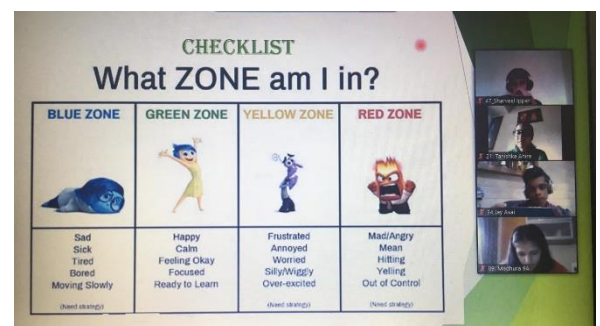 CHECKLIST
What ZONE am I in?
BLUE ZONE
GREEN ZONE
YELLOW ZONE
RED ZONE
Sad
Sick
Tired
Bored
Moving Slowly
(Need strategy)
Happy
Calm
Feeling Okay
Focused
Ready to Learn
Frustrated
Annoyed
Worried
Silly/Wiggly
Over-excited
(Need strategy)
Mad/Angry
Mean
Hitting
Yelling
Out of Control
(Need strategy)